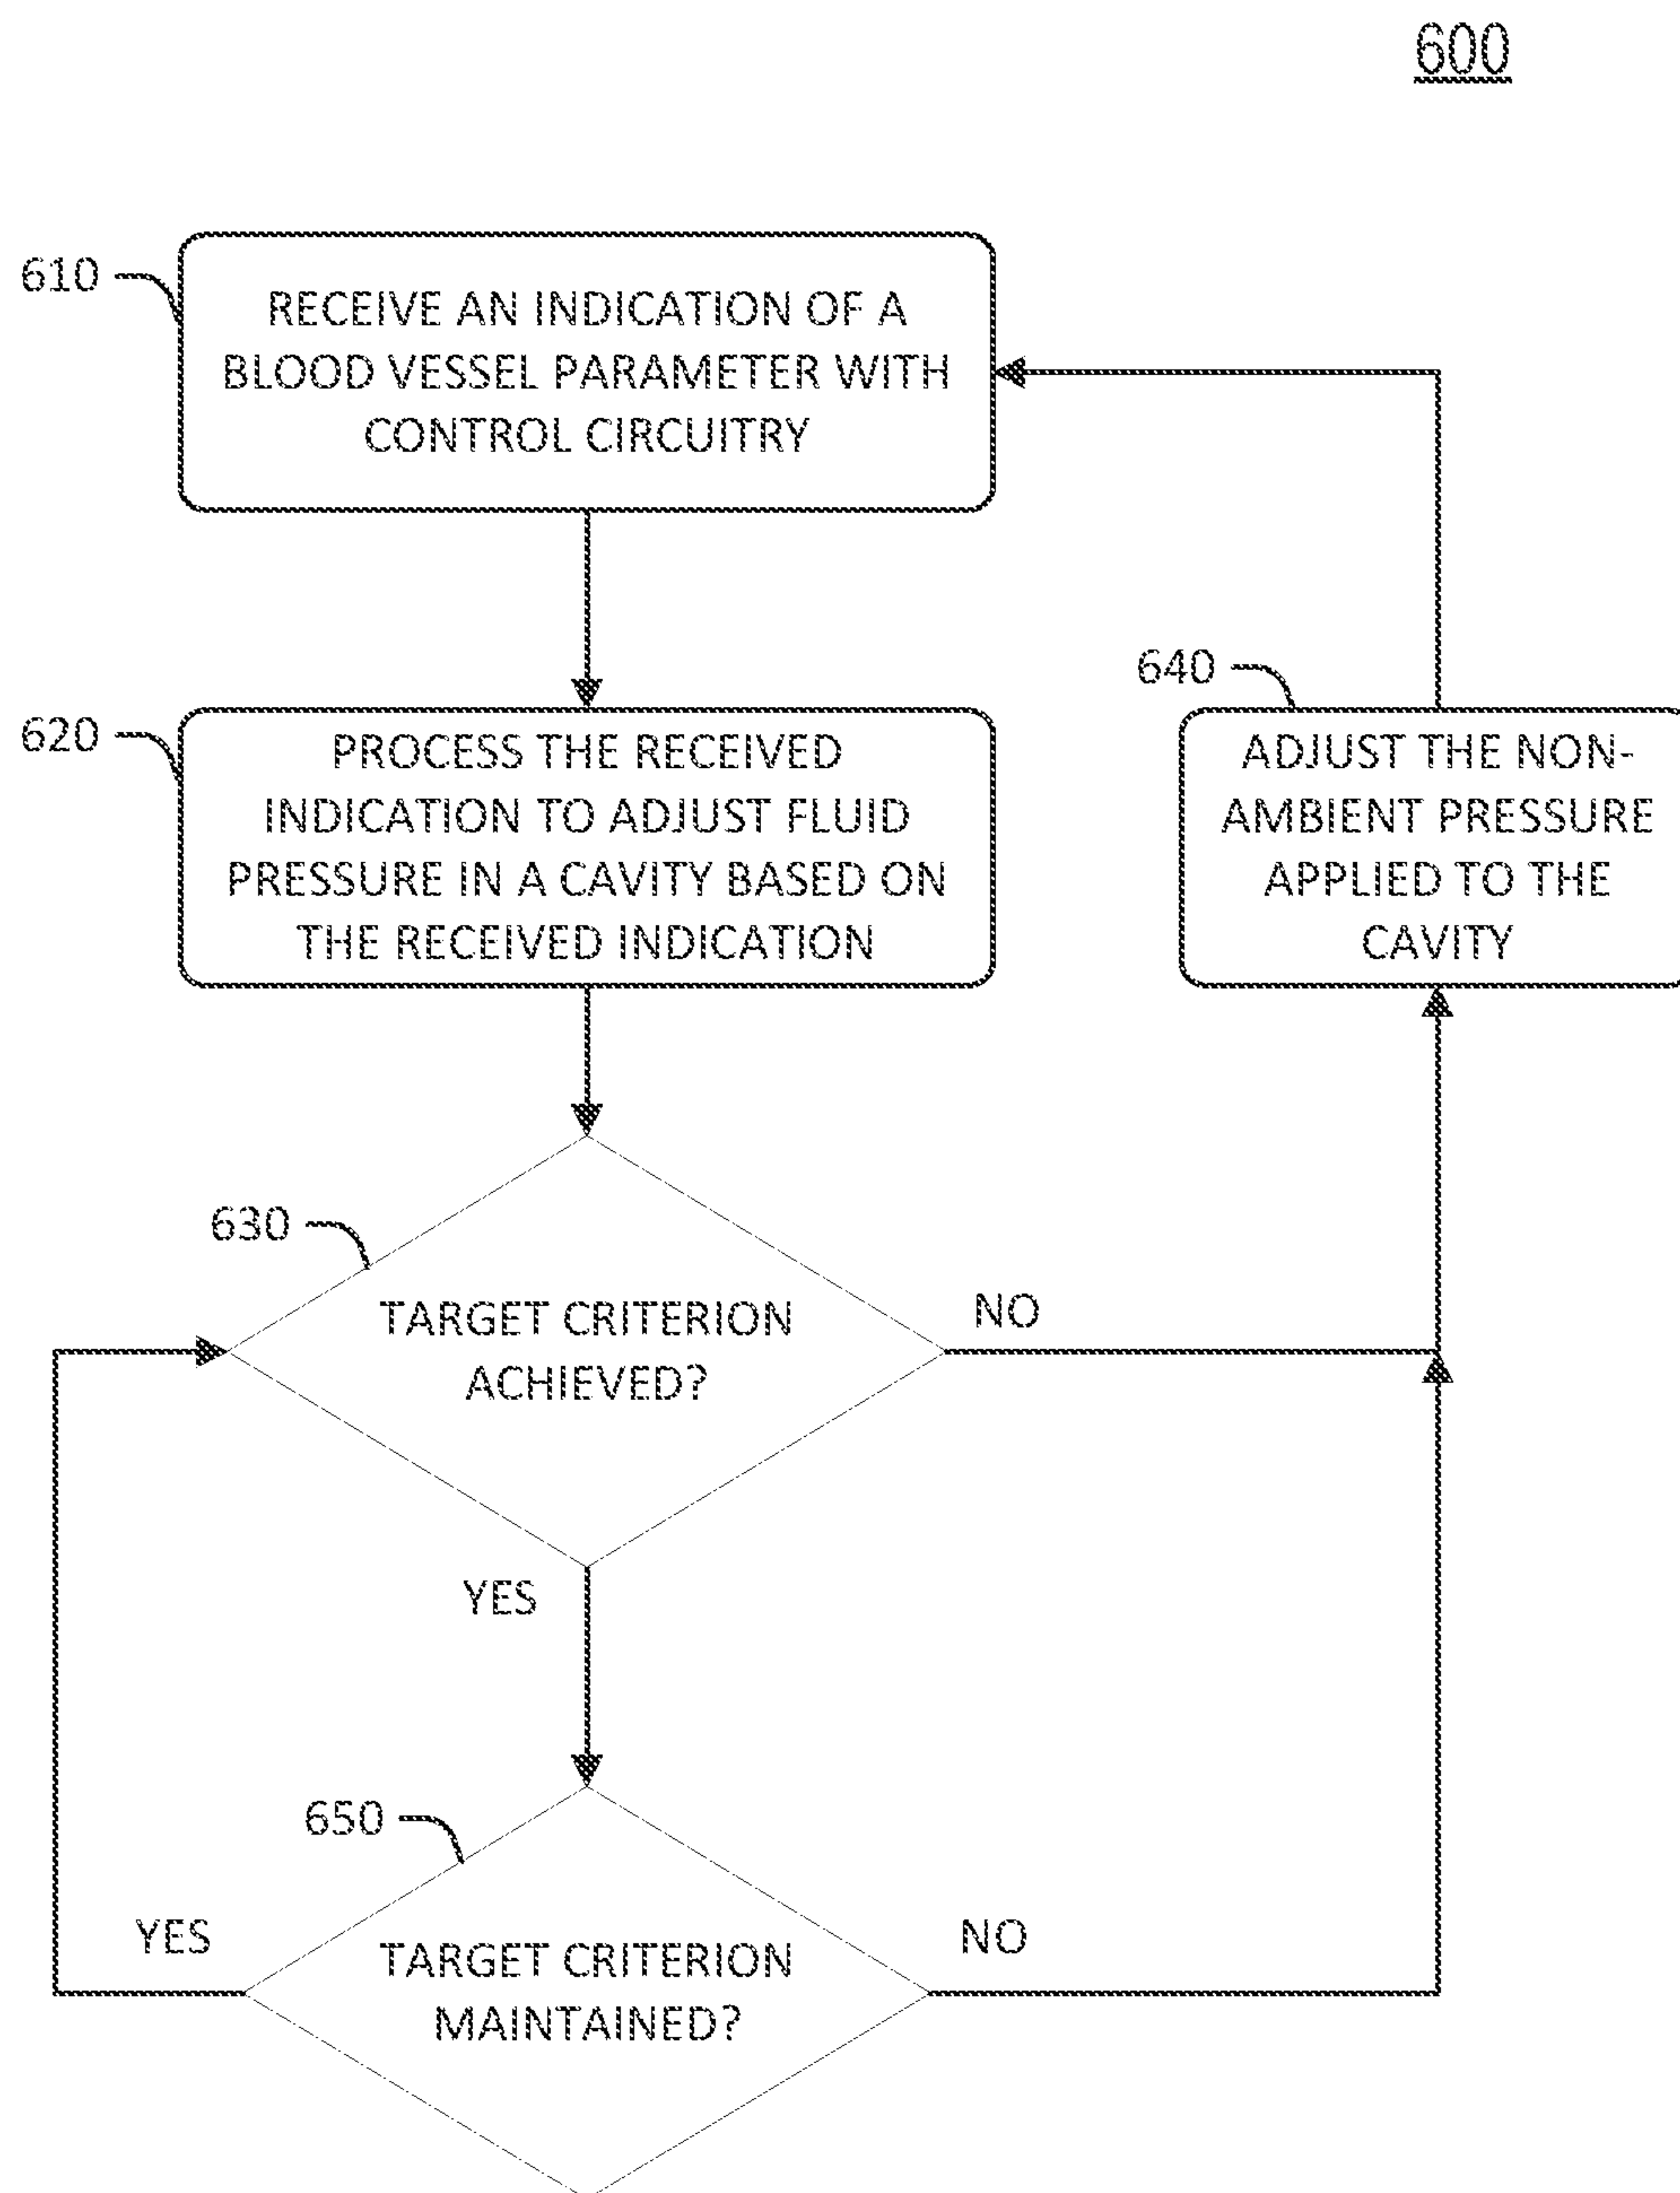 600
610
RECEIVE AN INDICATION OF A
BLOOD VESSEL PARAMETER WITH
CONTROL CIRCUITRY
620
PROCESS THE RECEIVED
INDICATION TO ADJUST FLUID
PRESSURE IN A CAVITY BASED ON
THE RECEIVED INDICATION
640
ADJUST THE NON-
AMBIENT PRESSURE
APPLIED TO THE
CAVITY
630
TARGET CRITERION
ACHIEVED?
NO
YES
650
TARGET CRITERION
MAINTAINED?
YES
NO